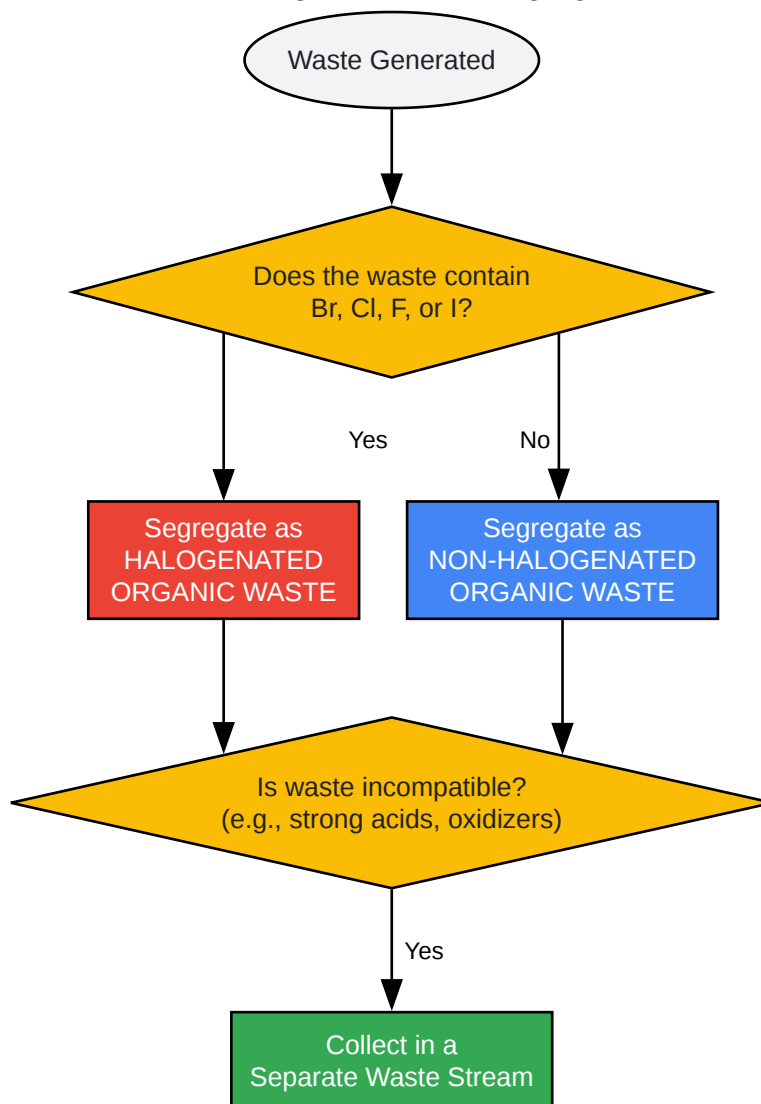 Waste Generated
Does the waste contain
Br, Cl, F, or I?
Yes
No
Segregate as
HALOGENATED
ORGANIC WASTE
Segregate as
NON-HALOGENATED
ORGANIC WASTE
Is waste incompatible?
(e.g., strong acids, oxidizers)
Yes
Collect in a
Separate Waste Stream